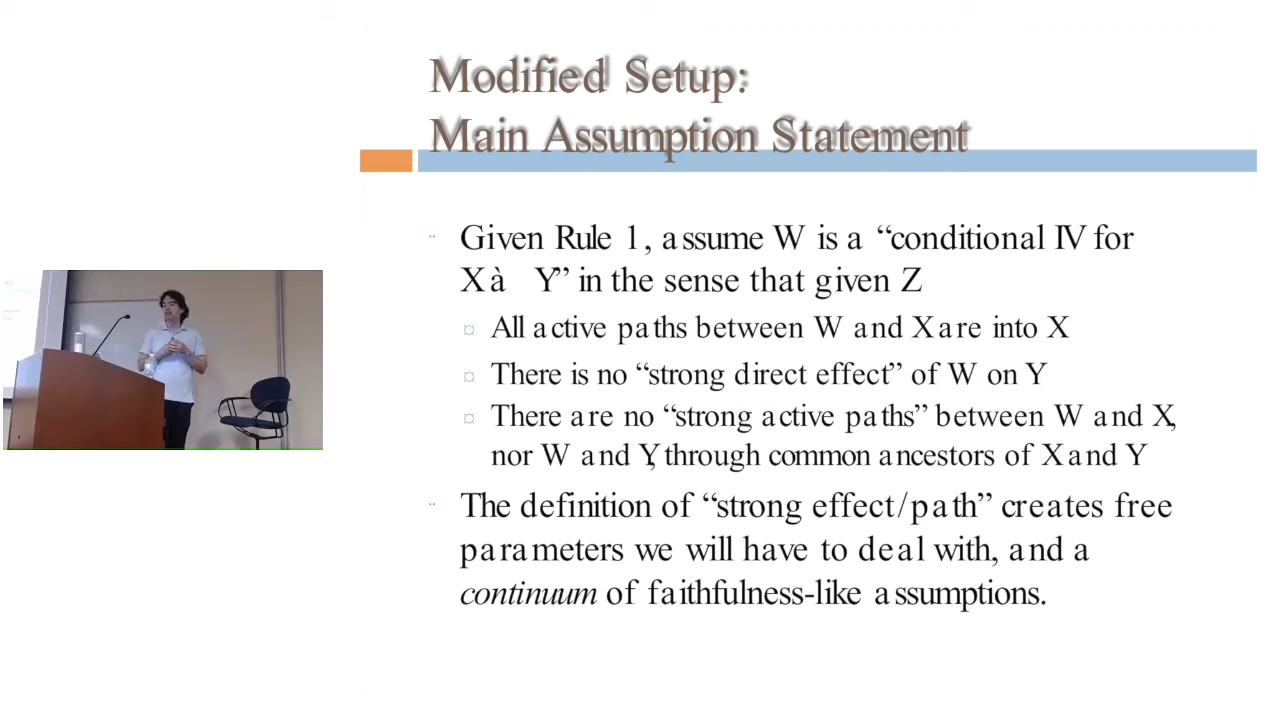 Modified Setup:
Main Assumption Statement
Given Rule 1, assume W is a “conditional IV for
Xà Y” in the sense that given Z
All active paths between W and X are into X
There is no “strong direct effect” of W on Y
There are no “strong active paths” between W and X,
nor W and Y, through common ancestors of X and Y
The definition of “strong effect/path” creates free
parameters we will have to deal with, and a
continuum of faithfulness-like assumptions.